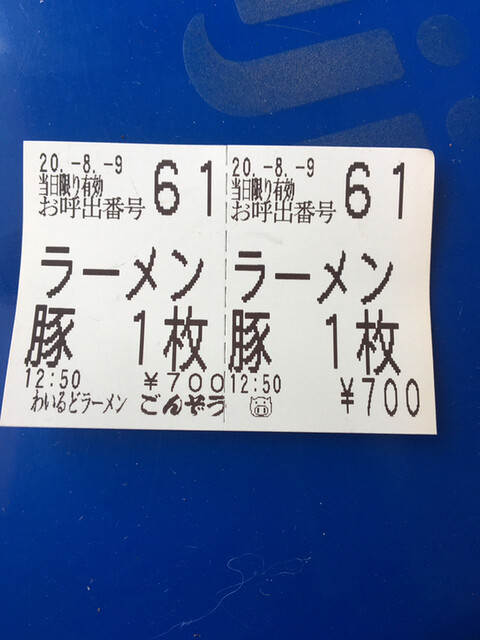 20.-8.-9
当日限り有効
お呼出番号 61
ラーメン
豚 1枚
12:50 ￥700
わいるどラーメン ごんぞう
20.-8.-9
当日限り有効
お呼出番号 61
ラーメン
豚 1枚
12:50
￥700